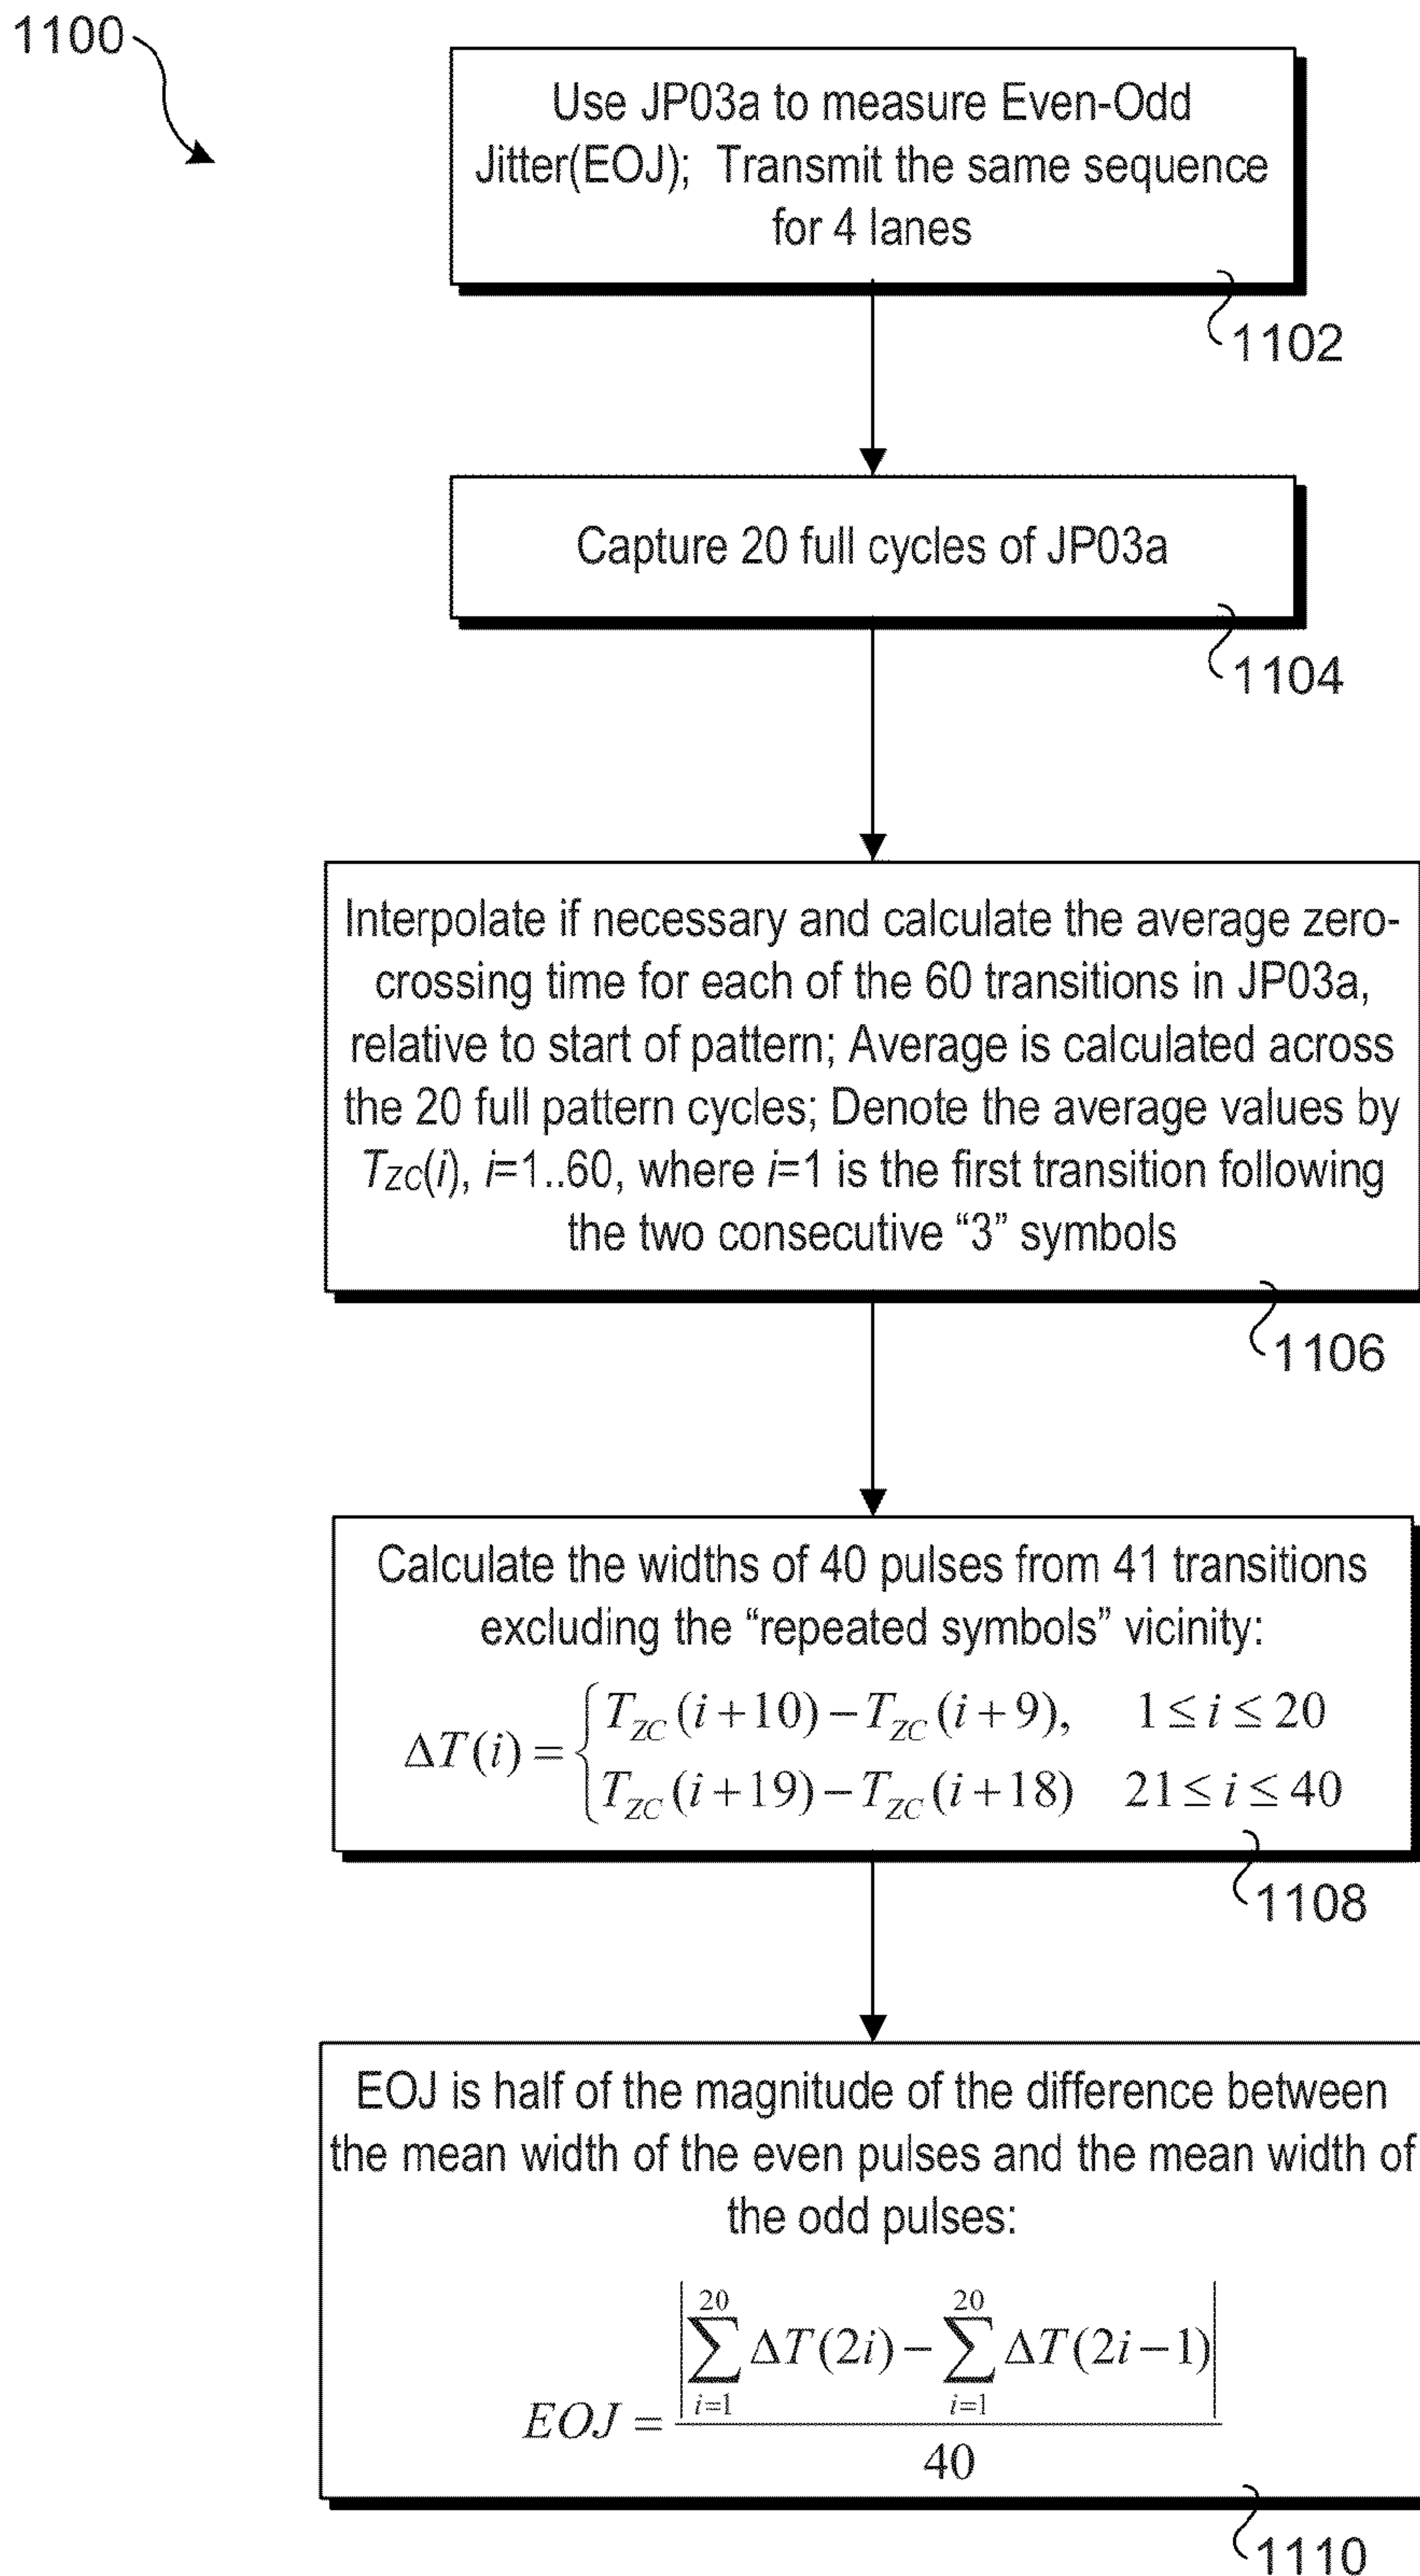 1100
Use JP03a to measure Even-Odd
Jitter(EOJ); Transmit the same sequence
for 4 lanes
1102
Capture 20 full cycles of JP03a
1104
Interpolate if necessary and calculate the average zero-
crossing time for each of the 60 transitions in JP03a,
relative to start of pattern; Average is calculated across
the 20 full pattern cycles; Denote the average values by
T_ZC(i), i=1..60, where i=1 is the first transition following
the two consecutive “3” symbols
1106
Calculate the widths of 40 pulses from 41 transitions
excluding the “repeated symbols” vicinity:
ΔT(i) = { T_ZC(i+10) − T_ZC(i+9), 1 ≤ i ≤ 20
T_ZC(i+19) − T_ZC(i+18) 21 ≤ i ≤ 40
1108
EOJ is half of the magnitude of the difference between
the mean width of the even pulses and the mean width of
the odd pulses:
EOJ = |∑_{i=1}^{20} ΔT(2i) − ∑_{i=1}^{20} ΔT(2i−1)| / 40
1110